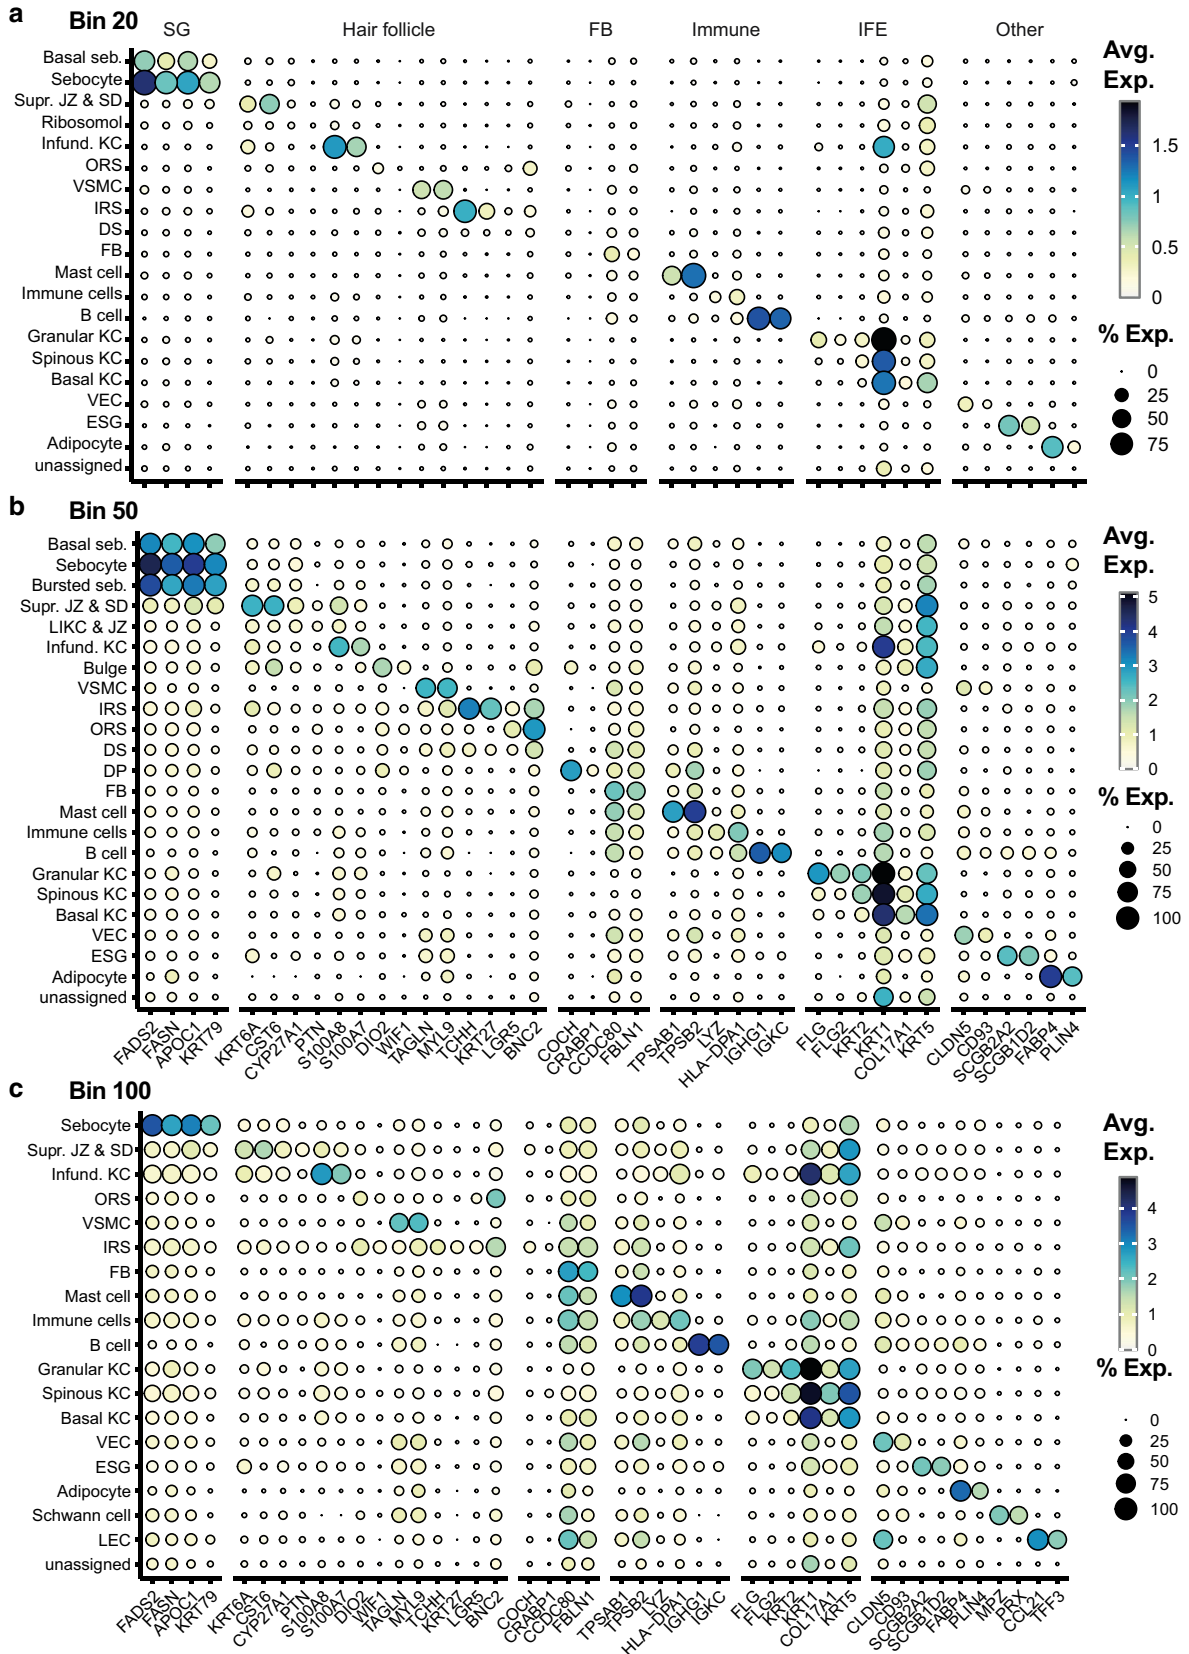 a
Bin 20
SG
Hair follicle
FB
Immune
IFE
Other
Basal seb.
Sebocyte
Supr. JZ & SD
Ribosomol
Infund. KC
ORS
VSMC
IRS
DS
FB
Mast cell
Immune cells
B cell
Granular KC
Spinous KC
Basal KC
VEC
ESG
Adipocyte
unassigned
Avg.
Exp.
1.5
1
0.5
0
% Exp.
0
25
50
75
b
Bin 50
Basal seb.
Sebocyte
Bursted seb.
Supr. JZ & SD
LIKC & JZ
Infund. KC
Bulge
VSMC
IRS
ORS
DS
DP
FB
Mast cell
Immune cells
B cell
Granular KC
Spinous KC
Basal KC
VEC
ESG
Adipocyte
unassigned
FADS2
FASN
APOC1
KRT79
KRT6A
CST6
CYP27A1
PTN
S100A8
S100A7
DIO2
WIF1
TAGLN
MYL9
TCHH
KRT27
LGR5
BNC2
COCH
CRABP1
CCDC80
FBLN1
TPSAB1
TPSB2
LYZ
HLA−DPA1
IGHG1
IGKC
FLG
FLG2
KRT2
KRT1
COL17A1
KRT5
CLDN5
CD93
SCGB2A2
SCGB1D2
FABP4
PLIN4
Avg.
Exp.
5
4
3
2
1
0
% Exp.
0
25
50
75
100
c
Bin 100
Sebocyte
Supr. JZ & SD
Infund. KC
ORS
VSMC
IRS
FB
Mast cell
Immune cells
B cell
Granular KC
Spinous KC
Basal KC
VEC
ESG
Adipocyte
Schwann cell
LEC
unassigned
FADS2
FASN
APOC1
KRT79
KRT6A
CST6
CYP27A1
PTN
S100A8
S100A7
DIO2
WIF1
TAGLN
MYL9
TCHH
KRT27
LGR5
BNC2
COCH
CRABP1
CCDC80
FBLN1
TPSAB1
TPSB2
LYZ
HLA−DPA1
IGHG1
IGKC
FLG
FLG2
KRT2
KRT1
COL17A1
KRT5
CLDN5
CD93
SCGB2A2
SCGB1D2
FABP4
PLIN4
MPZ
PRX
CCL21
TFF3
Avg.
Exp.
4
3
2
1
0
% Exp.
0
25
50
75
100